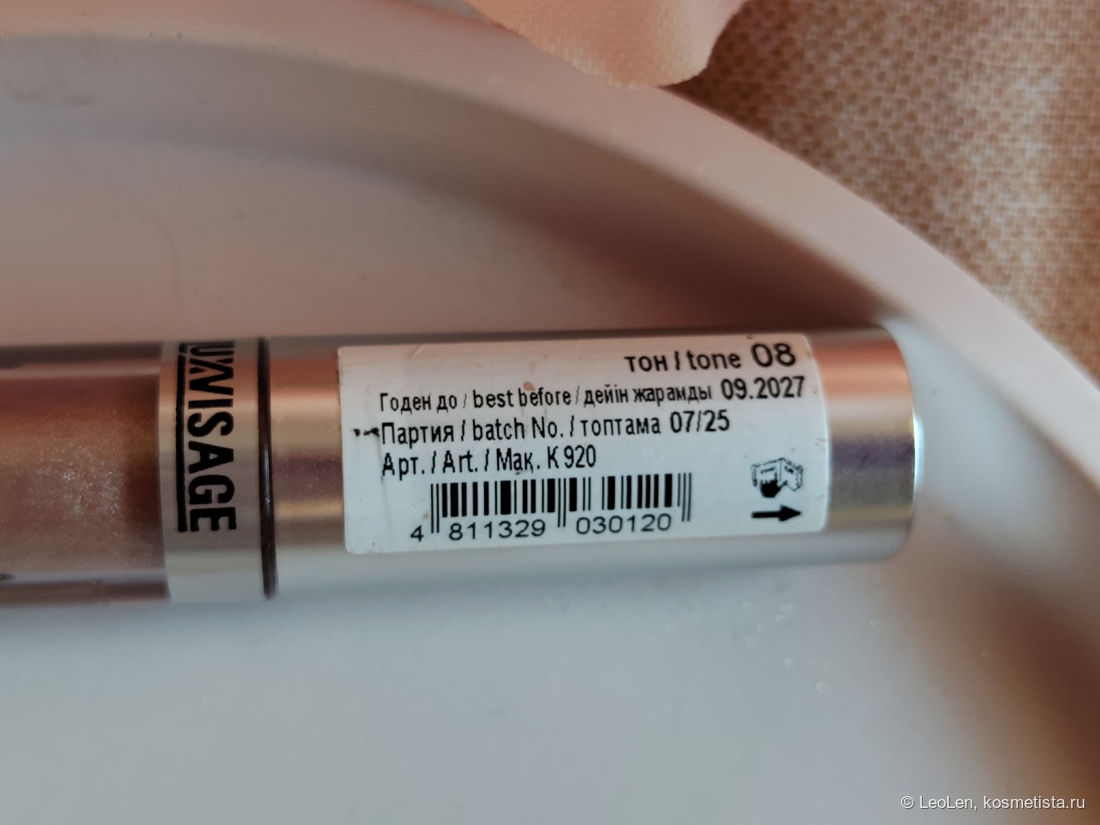 LUXVISAGE
тон / tone 08
Годен до / best before / дейін жарамды 09.2027
Партия / batch No. / топтама 07/25
Арт. / Art. / Мақ. K 920
4 811329 030120
© LeoLen, kosmetista.ru